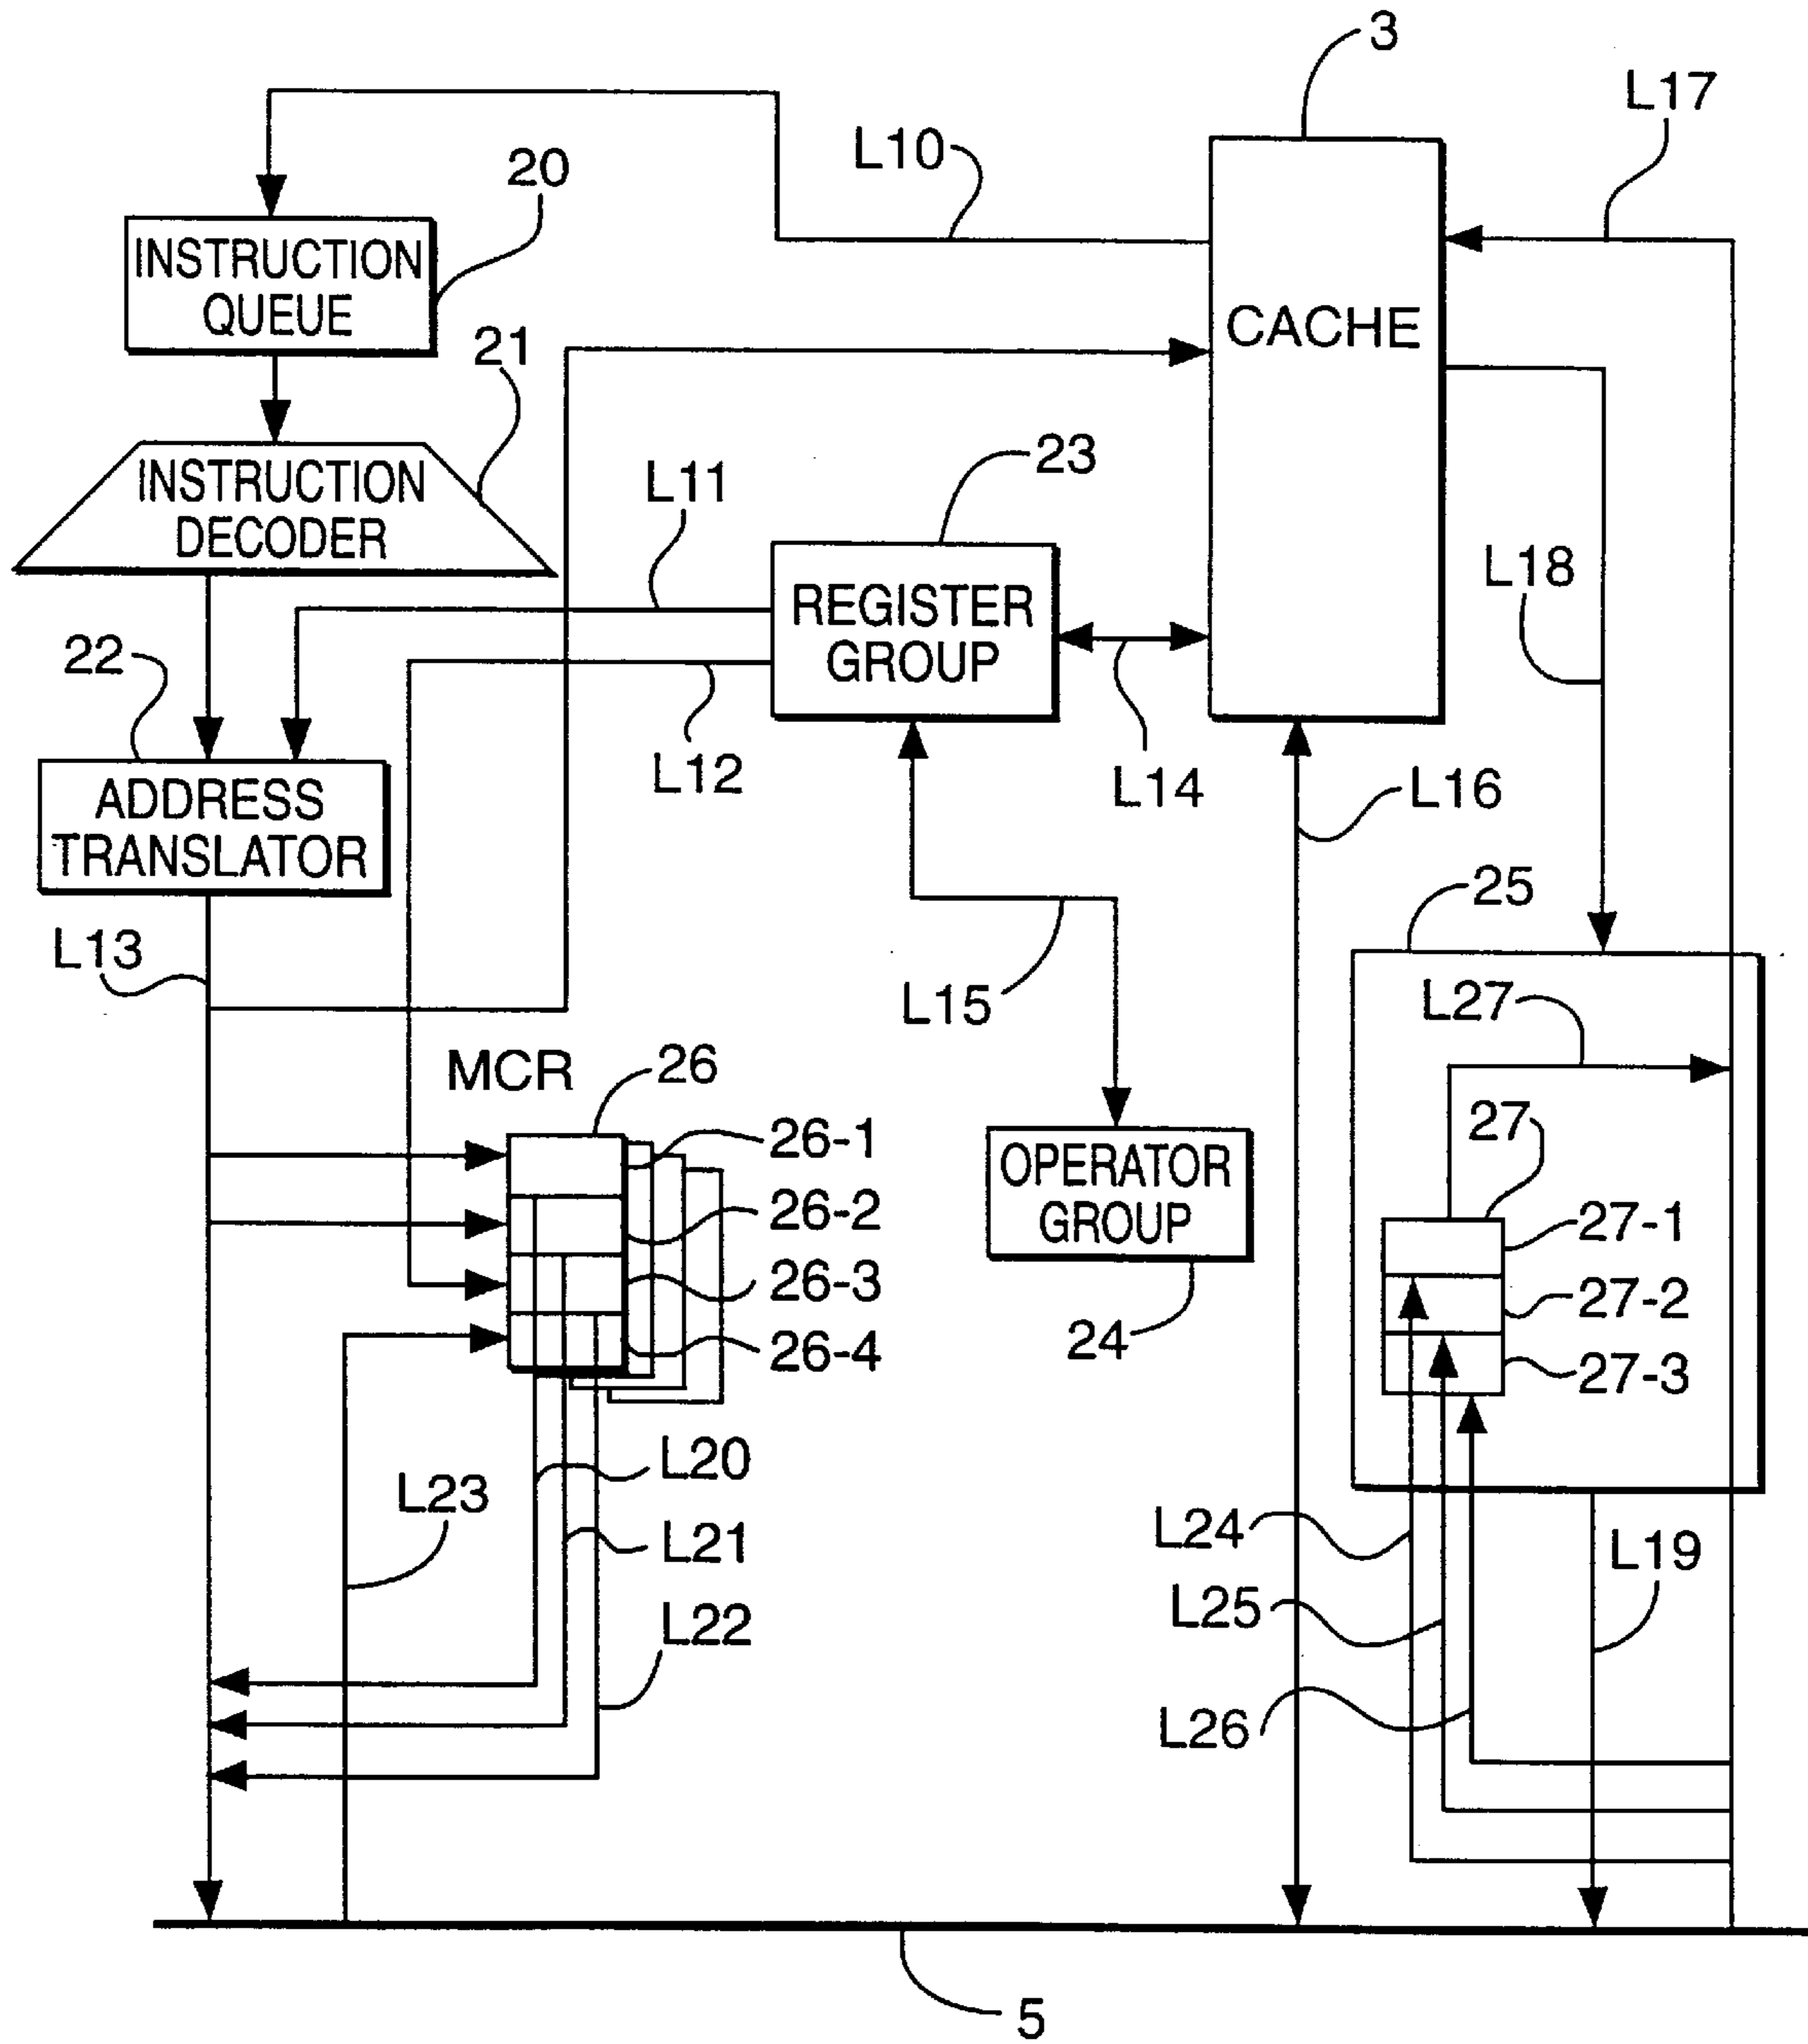 3
L17
L10
20
INSTRUCTION
QUEUE
CACHE
21
INSTRUCTION
DECODER
23
L11
L18
REGISTER
GROUP
22
L12
L14
L16
ADDRESS
TRANSLATOR
25
L13
L15
L27
MCR
26
26-1
26-2
26-3
26-4
OPERATOR
GROUP
24
27
27-1
27-2
27-3
L20
L23
L21
L22
L24
L19
L25
L26
5